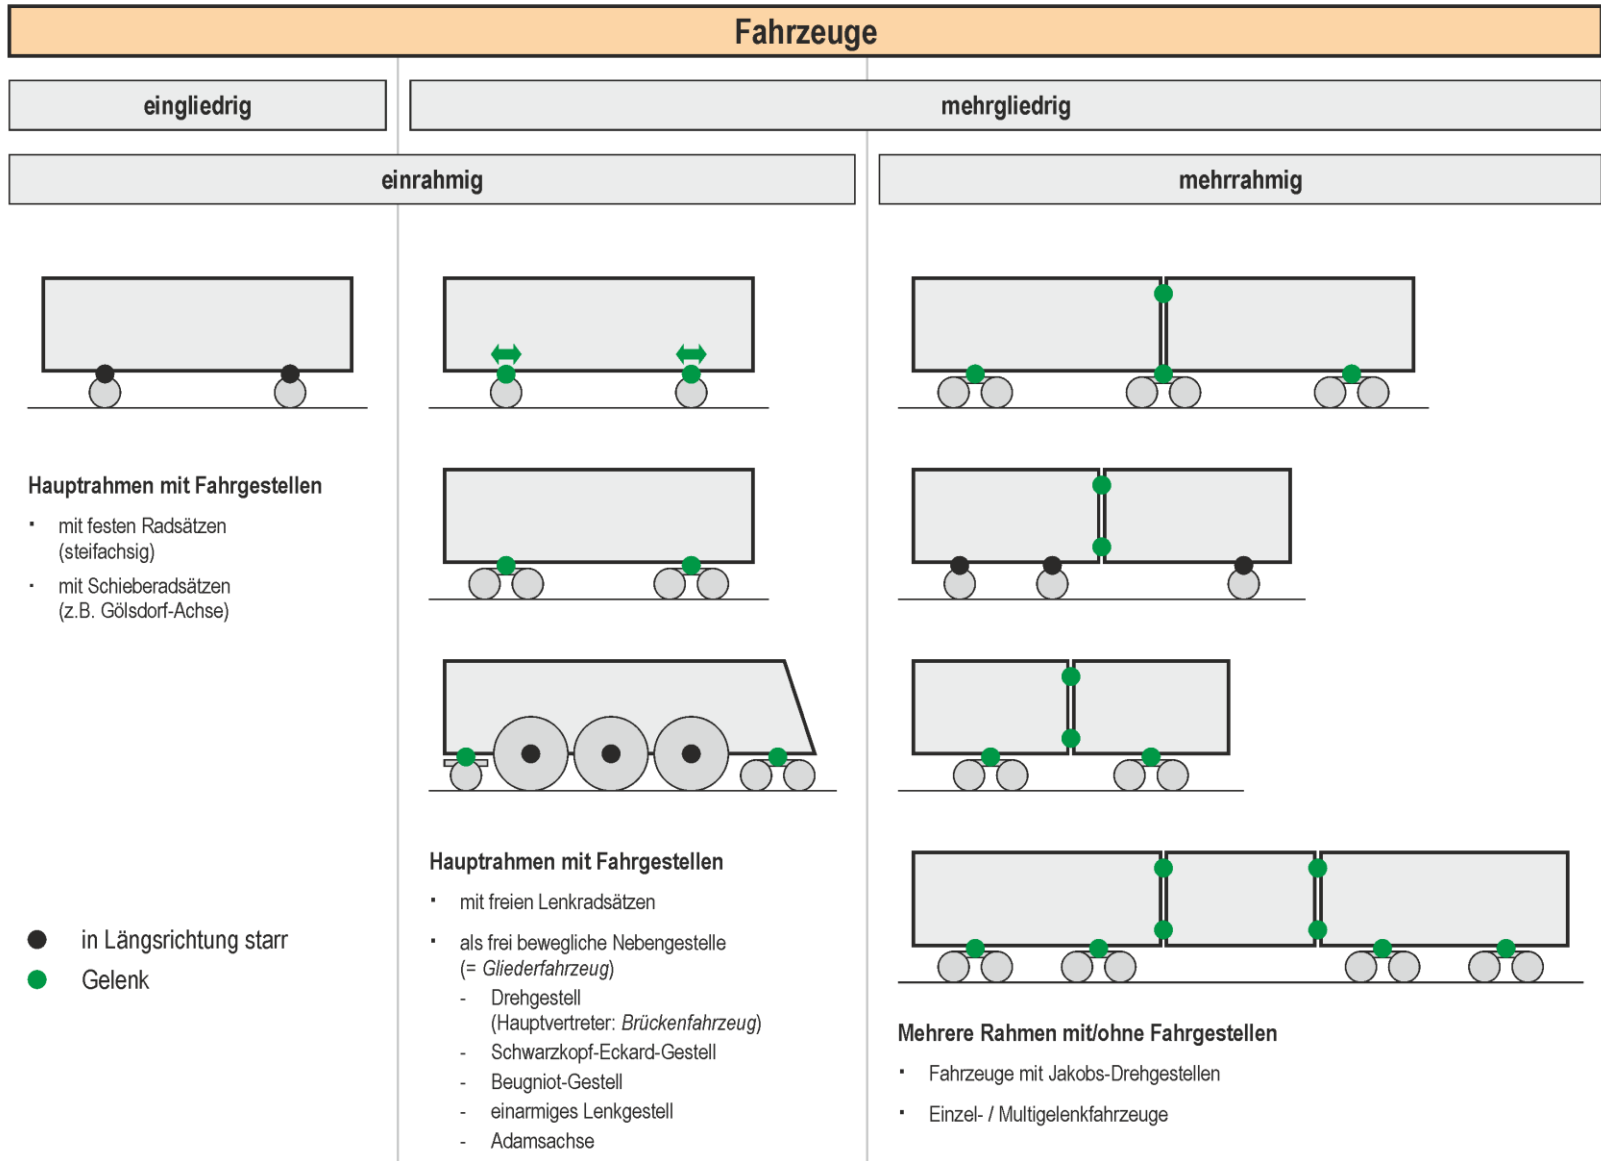 Fahrzeuge
eingliedrig
mehrgliedrig
einrahmig
mehrrahmig
Hauptrahmen mit Fahrgestellen
▪ mit festen Radsätzen
(steifachsig)
▪ mit Schieberadsätzen
(z.B. Gölsdorf-Achse)
in Längsrichtung starr
Gelenk
Hauptrahmen mit Fahrgestellen
▪ mit freien Lenkradsätzen
▪ als frei bewegliche Nebengestelle
(= Gliederfahrzeug)
- Drehgestell
(Hauptvertreter: Brückenfahrzeug)
- Schwarzkopf-Eckard-Gestell
- Beugniot-Gestell
- einarmiges Lenkgestell
- Adamsachse
Mehrere Rahmen mit/ohne Fahrgestellen
▪ Fahrzeuge mit Jakobs-Drehgestellen
▪ Einzel- / Multigelenkfahrzeuge